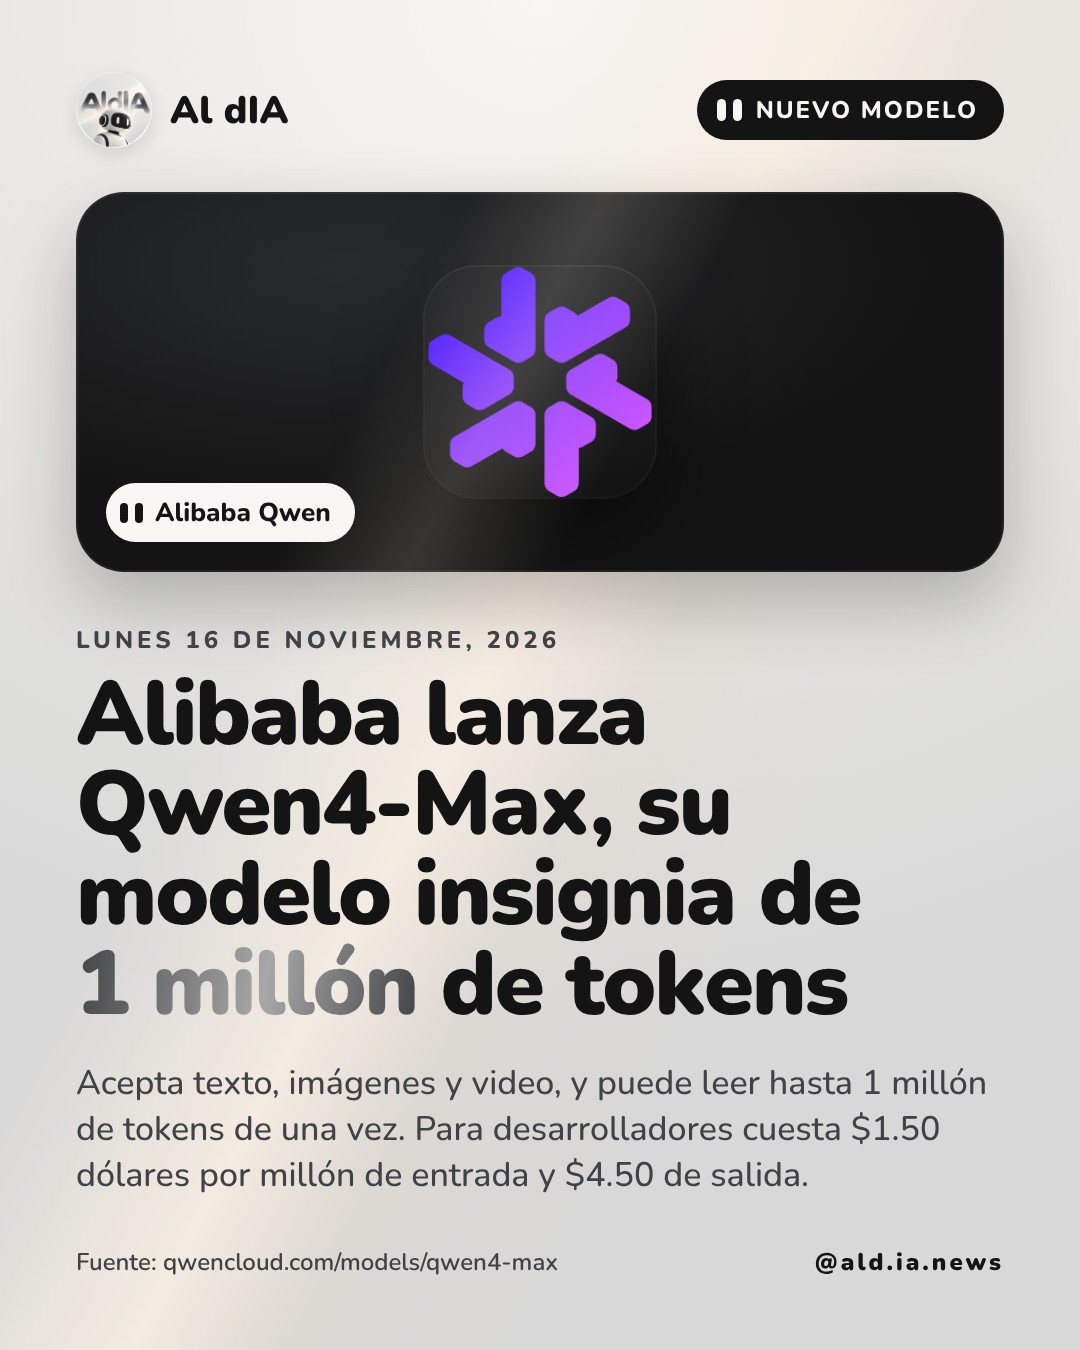 AldIA
Al dIA
NUEVO MODELO
Alibaba Qwen
LUNES 16 DE NOVIEMBRE, 2026
Alibaba lanza
Qwen4-Max, su
modelo insignia de
1 millón de tokens
Acepta texto, imágenes y video, y puede leer hasta 1 millón
de tokens de una vez. Para desarrolladores cuesta $1.50
dólares por millón de entrada y $4.50 de salida.
Fuente: qwencloud.com/models/qwen4-max
@ald.ia.news